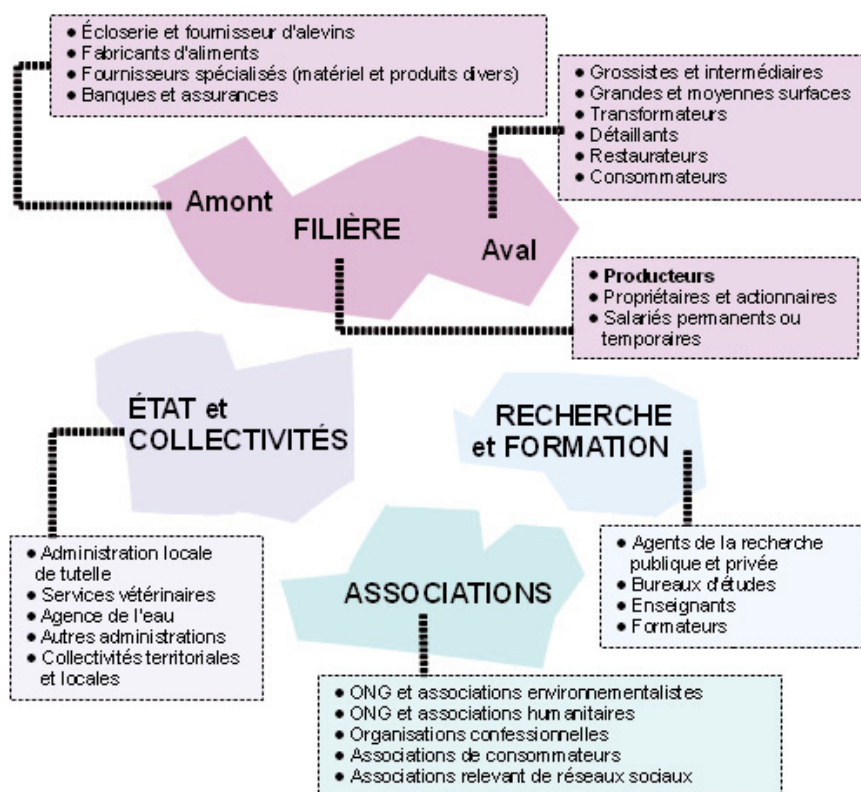 ● Écloserie et fournisseur d'alevins
● Fabricants d'aliments
● Fournisseurs spécialisés (matériel et produits divers)
● Banques et assurances
● Grossistes et intermédiaires
● Grandes et moyennes surfaces
● Transformateurs
● Détaillants
● Restaurateurs
● Consommateurs
Amont
FILIÈRE
Aval
● Producteurs
● Propriétaires et actionnaires
● Salariés permanents ou
temporaires
ÉTAT et
COLLECTIVITÉS
RECHERCHE
et FORMATION
● Administration locale
de tutelle
● Services vétérinaires
● Agence de l'eau
● Autres administrations
● Collectivités territoriales
et locales
ASSOCIATIONS
● Agents de la recherche
publique et privée
● Bureaux d'études
● Enseignants
● Formateurs
● ONG et associations environnementalistes
● ONG et associations humanitaires
● Organisations confessionnelles
● Associations de consommateurs
● Associations relevant de réseaux sociaux